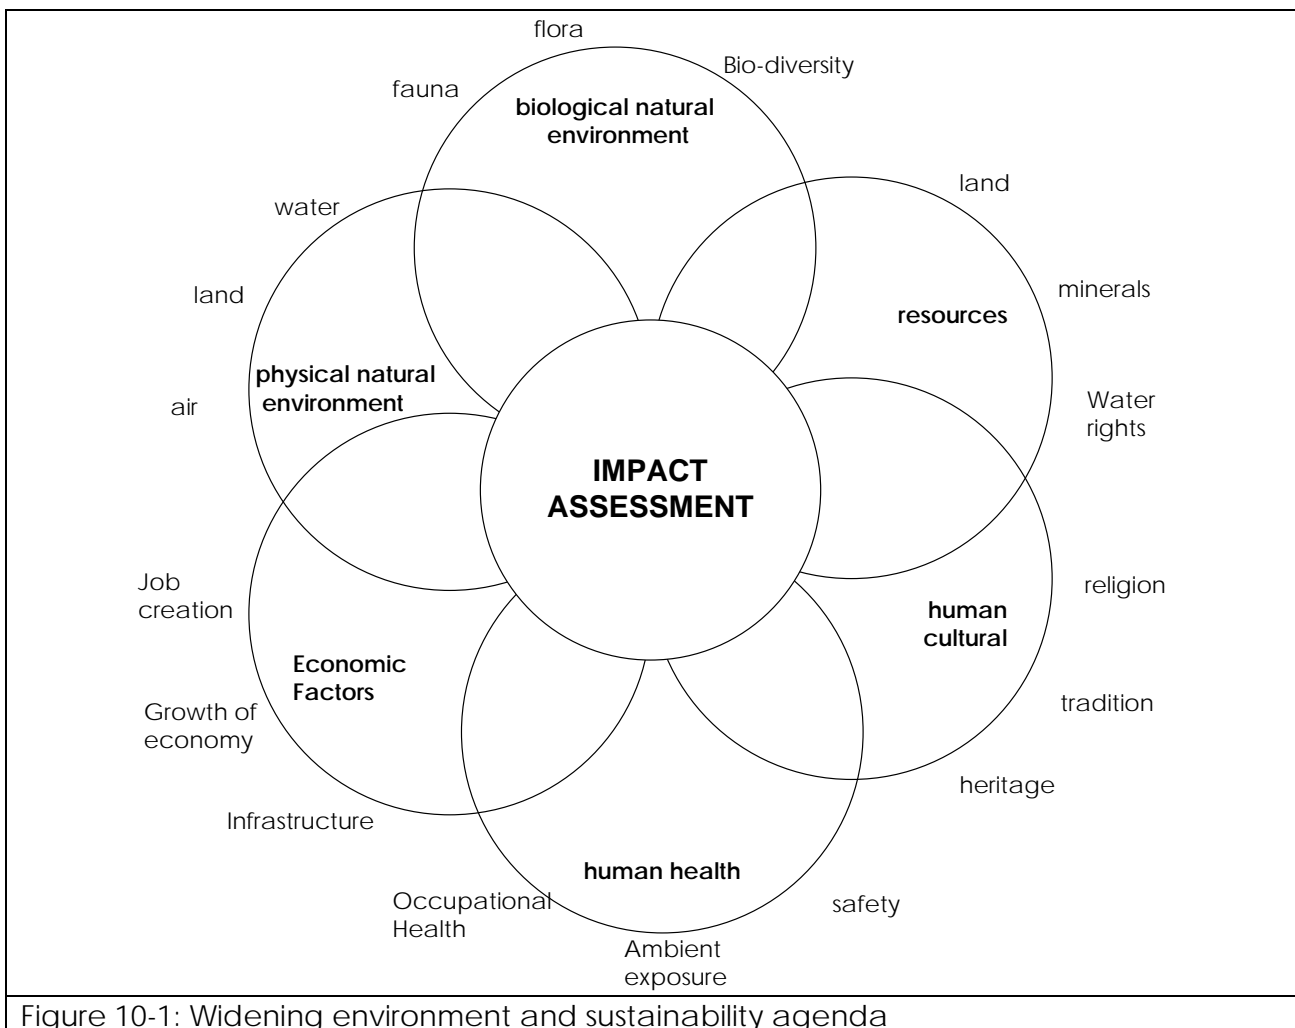 flora
Bio-diversity
fauna
biological natural
environment
land
water
minerals
land
resources
physical natural
environment
air
Water
rights
IMPACT
ASSESSMENT
Job
creation
religion
human
cultural
Economic
Factors
tradition
Growth of
economy
heritage
Infrastructure
human health
Occupational
Health
safety
Ambient
exposure
Figure 10-1: Widening environment and sustainability agenda